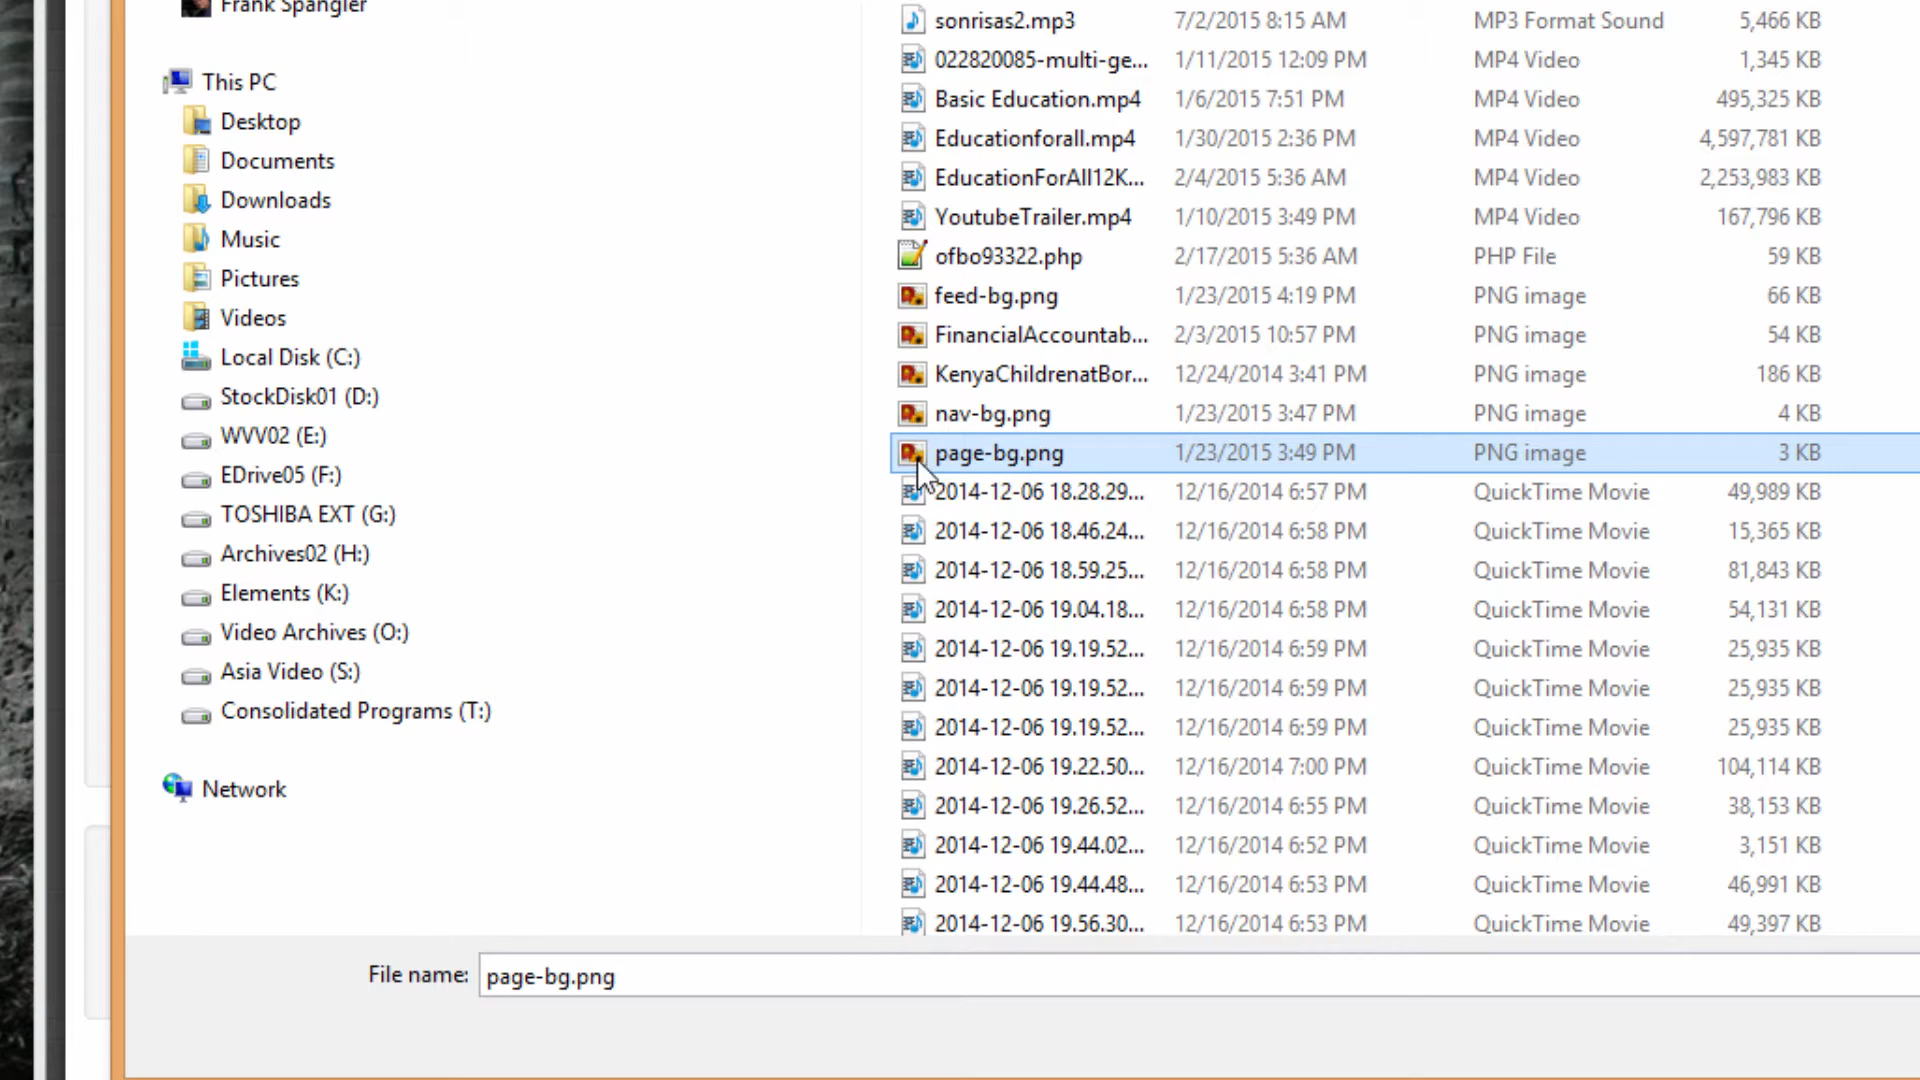 Frank Spangler
This PC
Desktop
Documents
Downloads
Music
Pictures
Videos
Local Disk (C:)
StockDisk01 (D:)
WVV02 (E:)
EDrive05 (F:)
TOSHIBA EXT (G:)
Archives02 (H:)
Elements (K:)
Video Archives (O:)
Asia Video (S:)
Consolidated Programs (T:)
Network
sonrisas2.mp3 7/2/2015 8:15 AM MP3 Format Sound 5,466 KB
022820085-multi-ge... 1/11/2015 12:09 PM MP4 Video 1,345 KB
Basic Education.mp4 1/6/2015 7:51 PM MP4 Video 495,325 KB
Educationforall.mp4 1/30/2015 2:36 PM MP4 Video 4,597,781 KB
EducationForAll12K... 2/4/2015 5:36 AM MP4 Video 2,253,983 KB
YoutubeTrailer.mp4 1/10/2015 3:49 PM MP4 Video 167,796 KB
ofbo93322.php 2/17/2015 5:36 AM PHP File 59 KB
feed-bg.png 1/23/2015 4:19 PM PNG image 66 KB
FinancialAccountab... 2/3/2015 10:57 PM PNG image 54 KB
KenyaChildrenatBor... 12/24/2014 3:41 PM PNG image 186 KB
nav-bg.png 1/23/2015 3:47 PM PNG image 4 KB
page-bg.png 1/23/2015 3:49 PM PNG image 3 KB
2014-12-06 18.28.29... 12/16/2014 6:57 PM QuickTime Movie 49,989 KB
2014-12-06 18.46.24... 12/16/2014 6:58 PM QuickTime Movie 15,365 KB
2014-12-06 18.59.25... 12/16/2014 6:58 PM QuickTime Movie 81,843 KB
2014-12-06 19.04.18... 12/16/2014 6:58 PM QuickTime Movie 54,131 KB
2014-12-06 19.19.52... 12/16/2014 6:59 PM QuickTime Movie 25,935 KB
2014-12-06 19.19.52... 12/16/2014 6:59 PM QuickTime Movie 25,935 KB
2014-12-06 19.19.52... 12/16/2014 6:59 PM QuickTime Movie 25,935 KB
2014-12-06 19.22.50... 12/16/2014 7:00 PM QuickTime Movie 104,114 KB
2014-12-06 19.26.52... 12/16/2014 6:55 PM QuickTime Movie 38,153 KB
2014-12-06 19.44.02... 12/16/2014 6:52 PM QuickTime Movie 3,151 KB
2014-12-06 19.44.48... 12/16/2014 6:53 PM QuickTime Movie 46,991 KB
2014-12-06 19.56.30... 12/16/2014 6:53 PM QuickTime Movie 49,397 KB
File name: page-bg.png